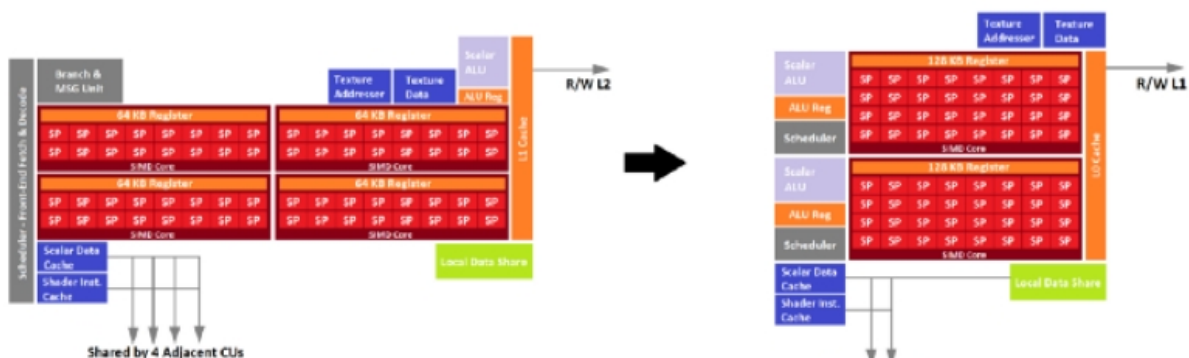 Scheduler - Front-End Fetch & Decode
Branch &
MSG Unit
Texture
Addresser
Texture
Data
Scalar
ALU
ALU Reg
L1 Cache
R/W L2
64 KB Register
SP SP SP SP SP SP SP SP
SP SP SP SP SP SP SP SP
SIMD Core
64 KB Register
SP SP SP SP SP SP SP SP
SP SP SP SP SP SP SP SP
SIMD Core
64 KB Register
SP SP SP SP SP SP SP SP
SP SP SP SP SP SP SP SP
SIMD Core
64 KB Register
SP SP SP SP SP SP SP SP
SP SP SP SP SP SP SP SP
SIMD Core
Scalar Data
Cache
Shader Inst.
Cache
Local Data Share
Shared by 4 Adjacent CUs
Texture
Addresser
Texture
Data
Scalar
ALU
ALU Reg
Scheduler
128 KB Register
SP SP SP SP SP SP SP SP
SP SP SP SP SP SP SP SP
SP SP SP SP SP SP SP SP
SP SP SP SP SP SP SP SP
SIMD Core
L0 Cache
R/W L1
Scalar
ALU
ALU Reg
Scheduler
128 KB Register
SP SP SP SP SP SP SP SP
SP SP SP SP SP SP SP SP
SP SP SP SP SP SP SP SP
SP SP SP SP SP SP SP SP
SIMD Core
Scalar Data
Cache
Shader Inst.
Cache
Local Data Share